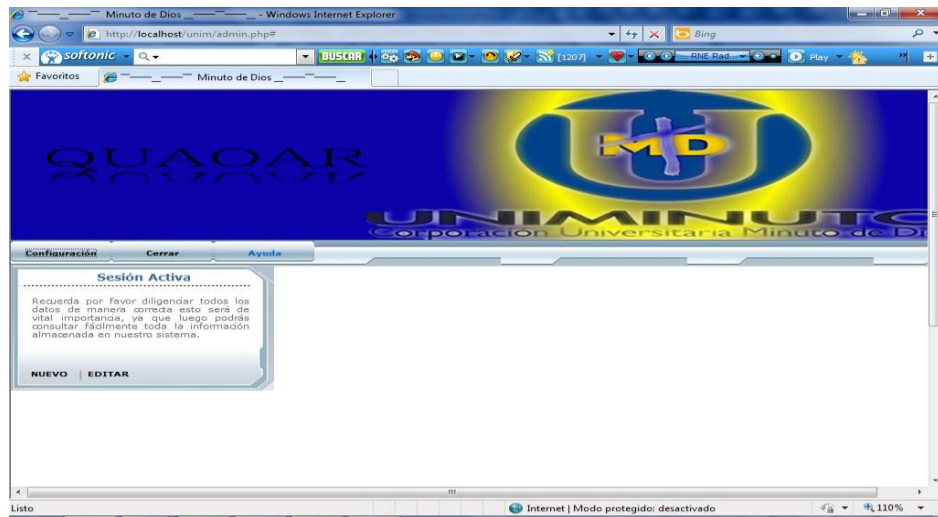 Minuto de Dios - Windows Internet Explorer
http://localhost/unim/admin.php#
Bing
softonic
BUSCAR
[1207]
RNE Rad...
Play
Favoritos
Minuto de Dios
QUAOAR
MD
UNIMINUTO
Corporación Universitaria Minuto de Di
Configuración Cerrar Ayuda
Sesión Activa
Recuerda por favor diligenciar todos los
datos de manera correcta esto será de
vital importancia, ya que luego podrás
consultar fácilmente toda la información
almacenada en nuestro sistema.
NUEVO | EDITAR
Listo
Internet | Modo protegido: desactivado
110%